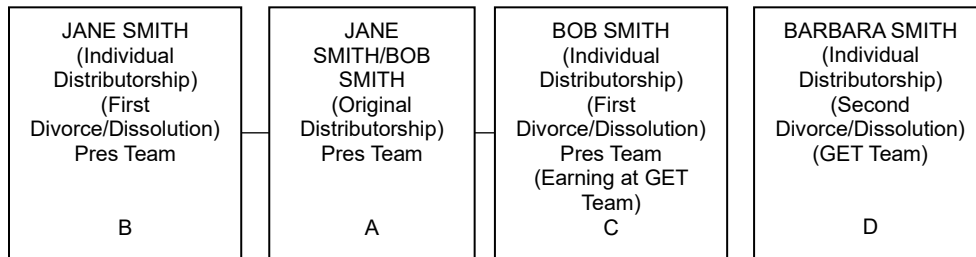 JANE SMITH
(Individual
Distributorship)
(First
Divorce/Dissolution)
Pres Team
B
JANE
SMITH/BOB
SMITH
(Original
Distributorship)
Pres Team
A
BOB SMITH
(Individual
Distributorship)
(First
Divorce/Dissolution)
Pres Team
(Earning at GET
Team)
C
BARBARA SMITH
(Individual
Distributorship)
(Second
Divorce/Dissolution)
(GET Team)
D